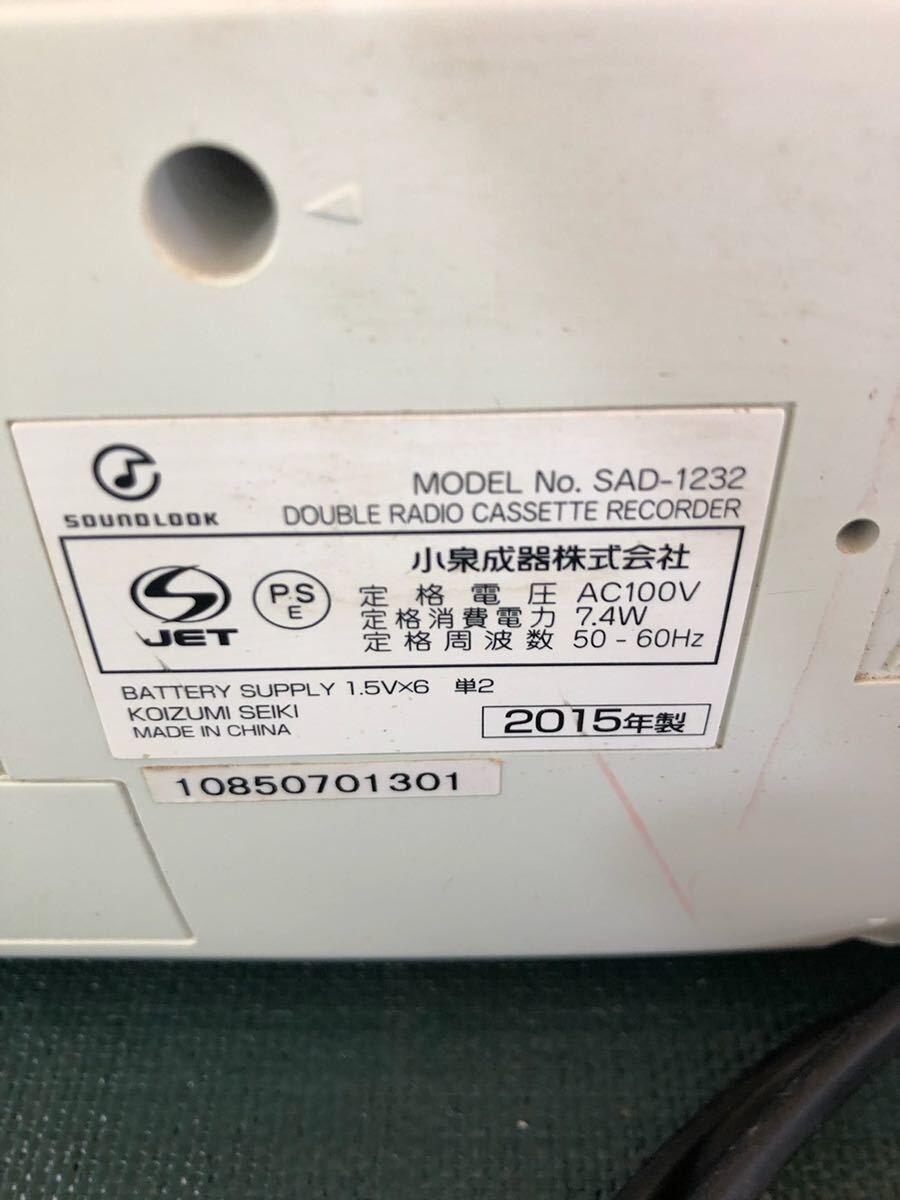 SOUNDLOOK
MODEL No. SAD-1232
DOUBLE RADIO CASSETTE RECORDER
小泉成器株式会社
JET
PS
E
定格電圧 AC100V
定格消費電力 7.4W
定格周波数 50-60Hz
BATTERY SUPPLY 1.5V×6 単2
KOIZUMI SEIKI
MADE IN CHINA
2015年製
10850701301